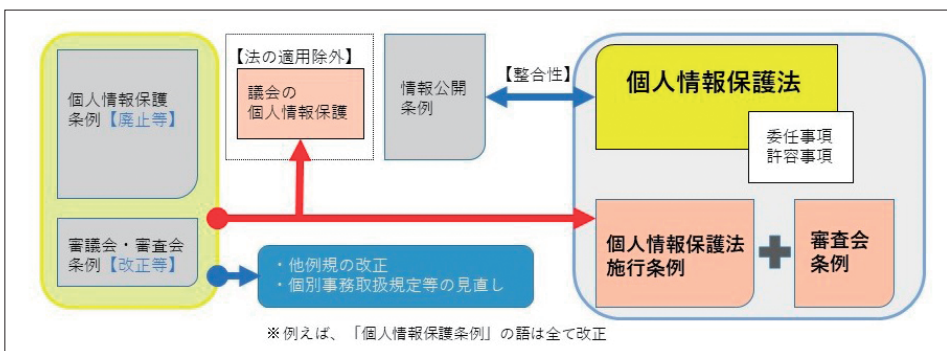 個人情報保護
条例【廃止等】
審議会・審査会
条例【改正等】
【法の適用除外】
議会の
個人情報保護
情報公開
条例
【整合性】
個人情報保護法
委任事項
許容事項
・他例規の改正
・個別事務取扱規定等の見直し
個人情報保護法
施行条例
審査会
条例
※例えば、「個人情報保護条例」の語は全て改正